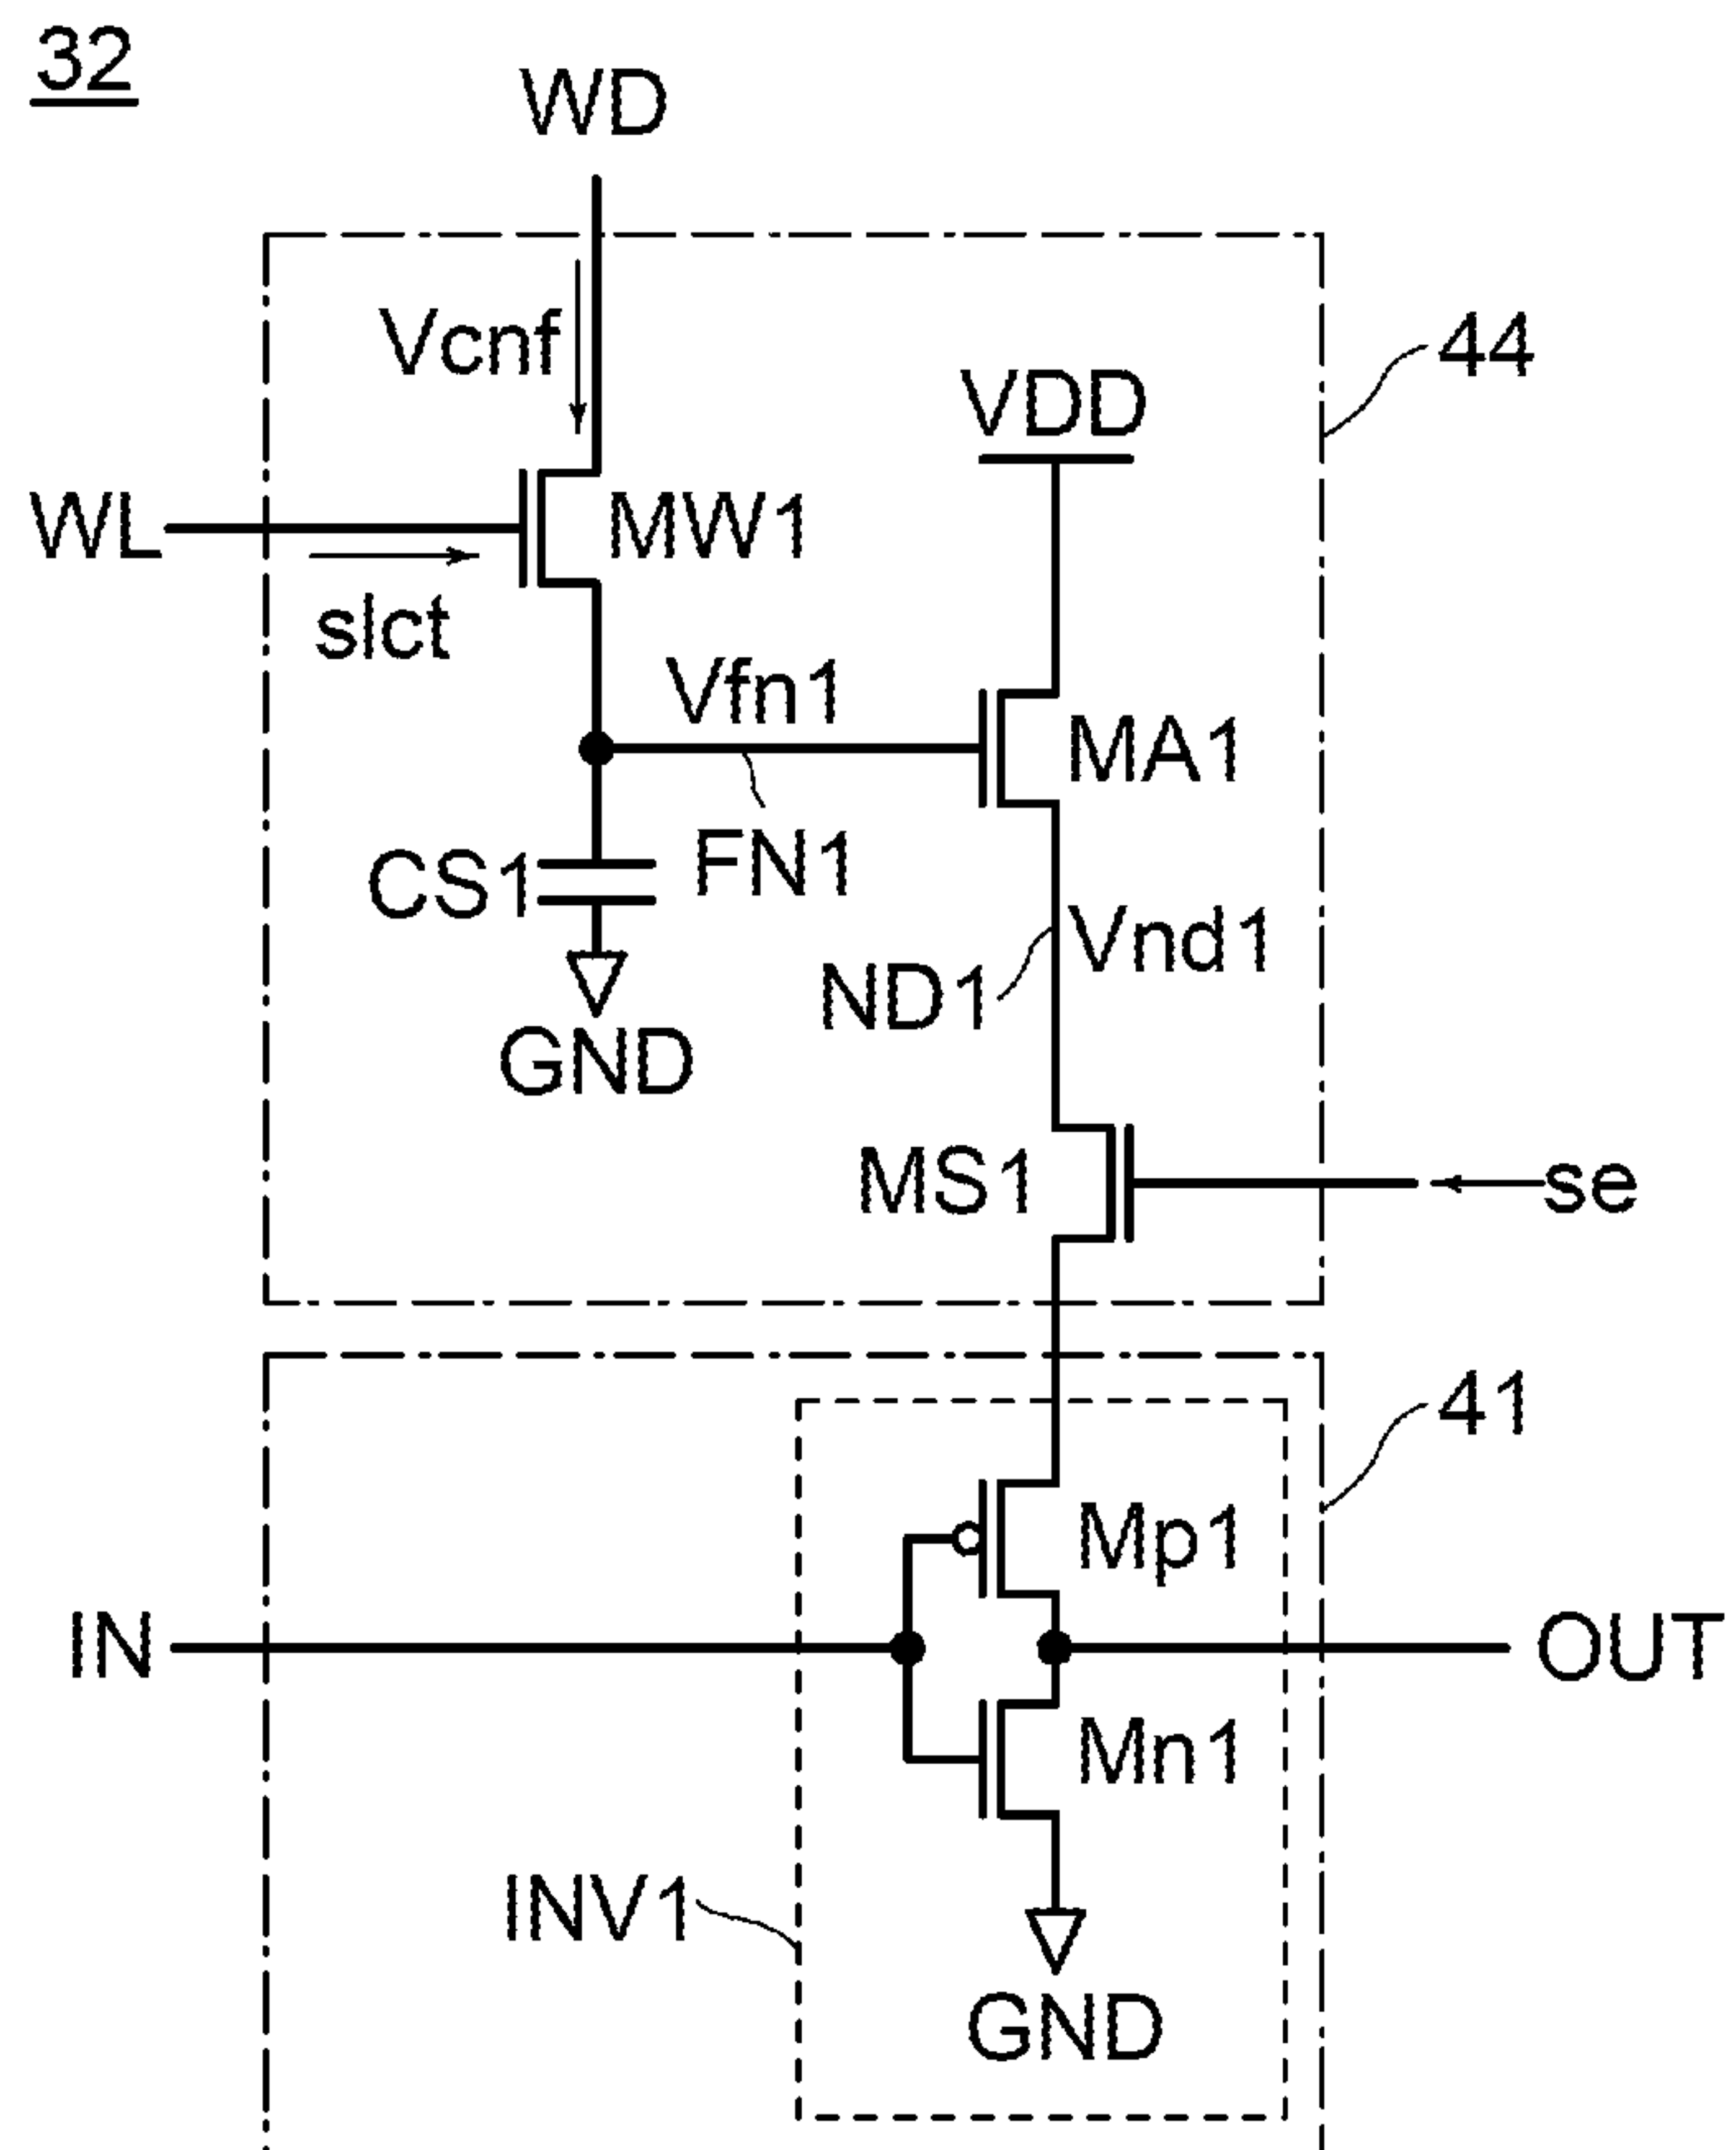 32
WD
Vcnf
44
VDD
WL
MW1
slct
Vfn1
MA1
FN1
CS1
Vnd1
ND1
GND
MS1
se
41
Mp1
IN
OUT
Mn1
INV1
GND